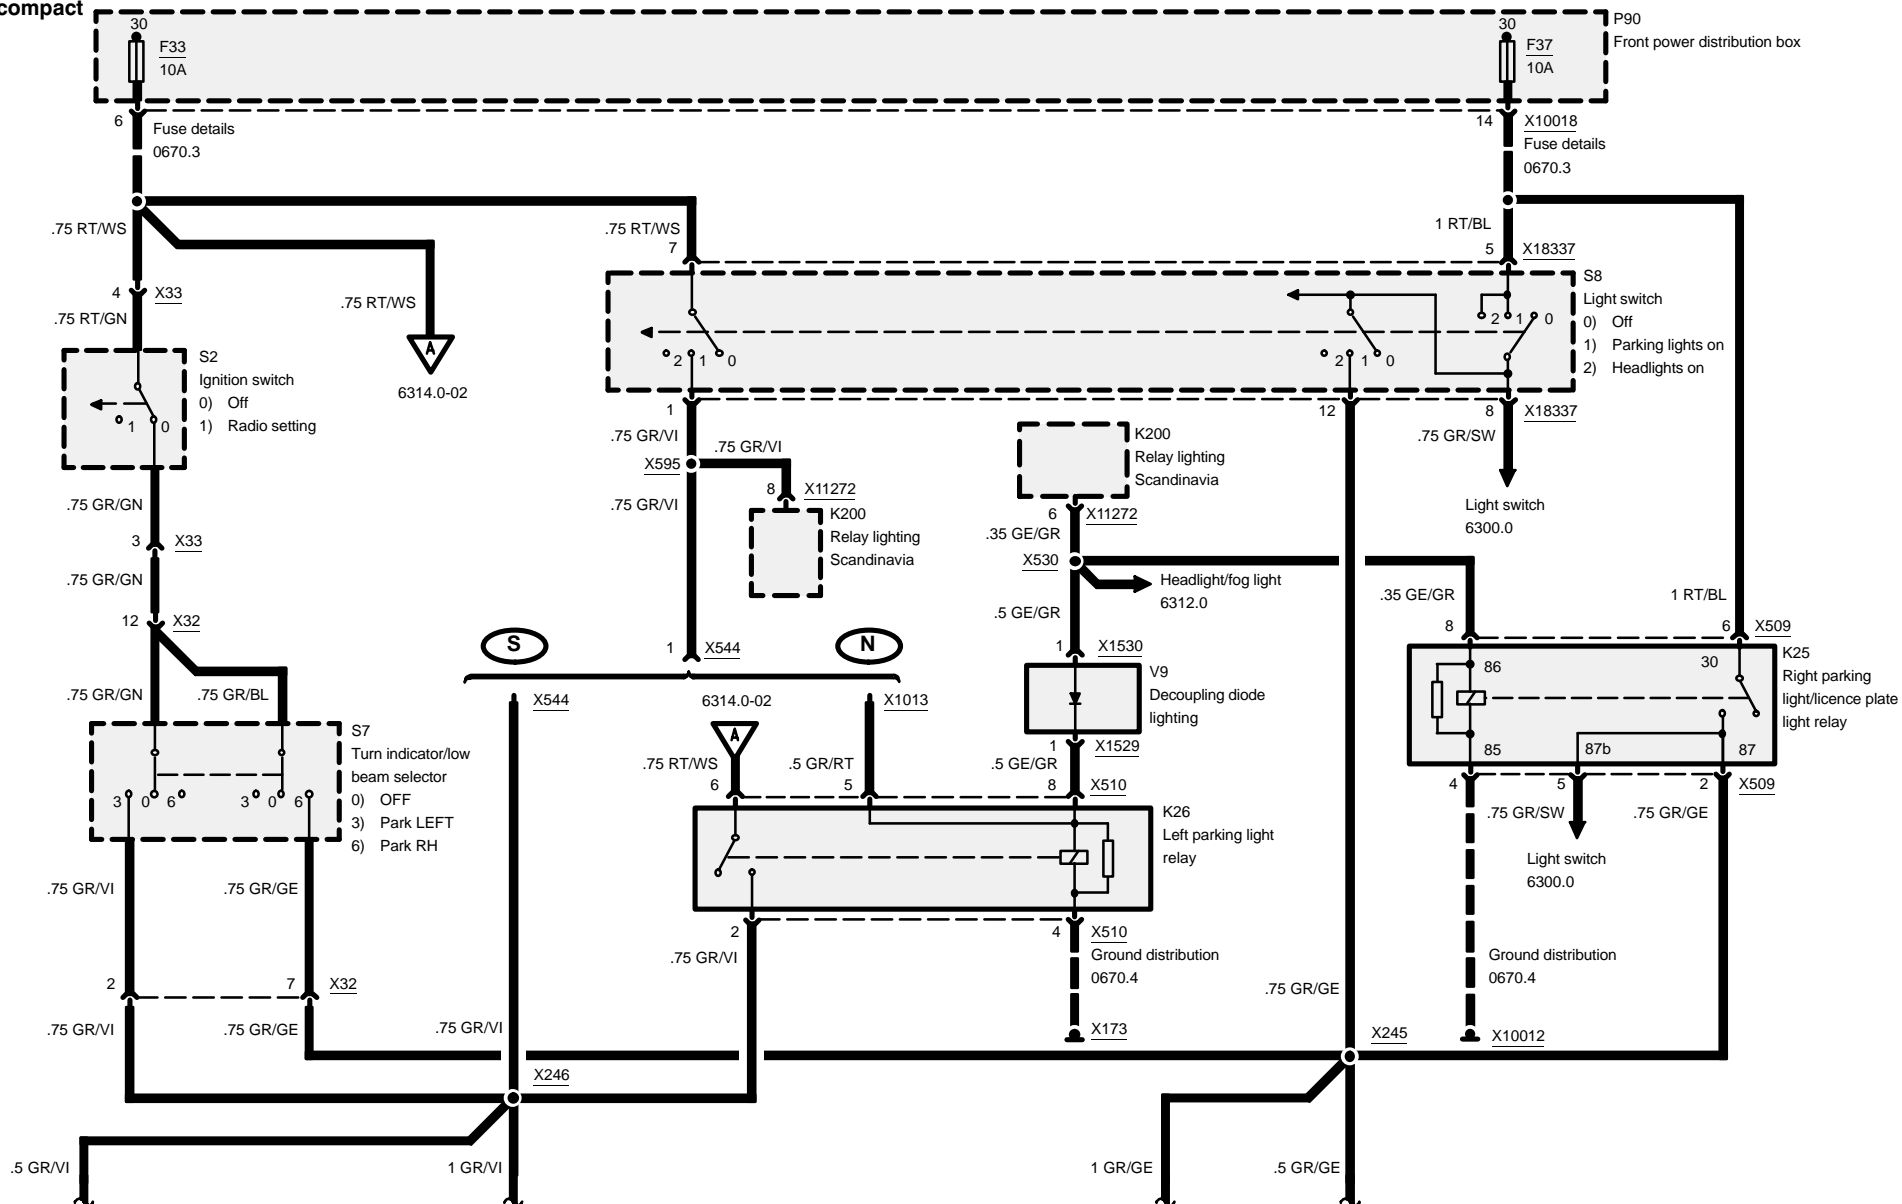 compact
30
F33
10A
30
F37
10A
P90
Front power distribution box
6
Fuse details
0670.3
14
X10018
Fuse details
0670.3
.75 RT/WS
.75 RT/WS
7
1 RT/BL
5
X18337
4
X33
.75 RT/GN
.75 RT/WS
A
6314.0-02
S8
Light switch
0) Off
1) Parking lights on
2) Headlights on
2 1 0
2 1 0
2 1 0
S2
Ignition switch
0) Off
1) Radio setting
1 0
1
12
8
X18337
.75 GR/VI
.75 GR/VI
X595
.75 GR/VI
8
X11272
K200
Relay lighting
Scandinavia
K200
Relay lighting
Scandinavia
6
X11272
.35 GE/GR
.75 GR/SW
Light switch
6300.0
.75 GR/GN
3
X33
.75 GR/GN
12
X32
X530
Headlight/fog light
6312.0
.5 GE/GR
.35 GE/GR
1 RT/BL
8
6
X509
S
N
1
X544
1
X1530
.75 GR/GN
.75 GR/BL
X544
6314.0-02
X1013
V9
Decoupling diode
lighting
K25
Right parking
light/licence plate
light relay
86
30
85
87b
87
S7
Turn indicator/low
beam selector
0) OFF
3) Park LEFT
6) Park RH
3 0 6
3 0 6
A
.75 RT/WS
6
.5 GR/RT
5
1
X1529
.5 GE/GR
8
X510
4
5
2
X509
.75 GR/SW
.75 GR/GE
Light switch
6300.0
K26
Left parking light
relay
.75 GR/VI
.75 GR/GE
2
4
X510
.75 GR/VI
Ground distribution
0670.4
Ground distribution
0670.4
2
7
X32
.75 GR/VI
.75 GR/GE
.75 GR/VI
.75 GR/GE
X173
X245
X10012
X246
.5 GR/VI
1 GR/VI
1 GR/GE
.5 GR/GE